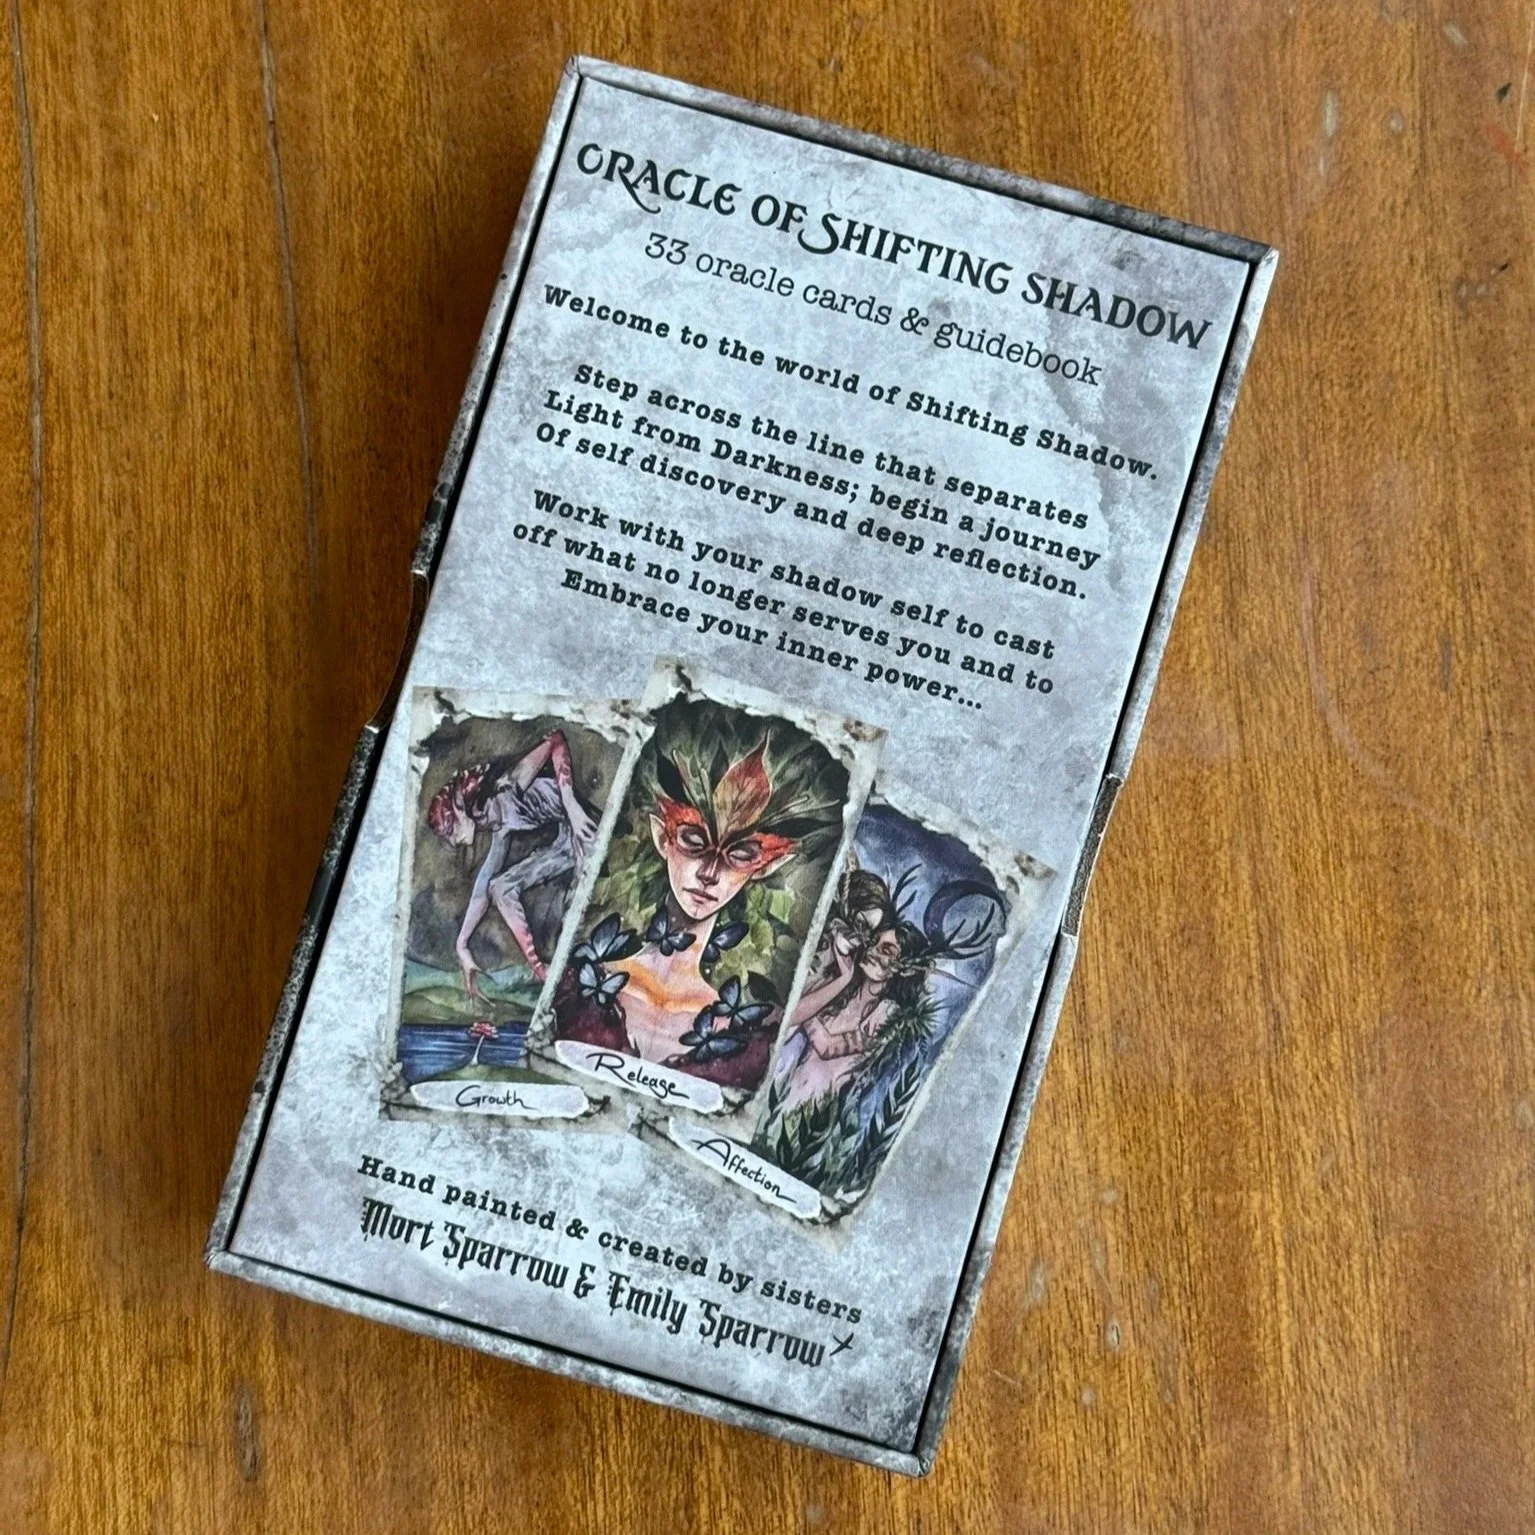 ORACLE OF SHIFTING SHADOW
33 oracle cards & guidebook
Welcome to the world of Shifting Shadow.
Step across the line that separates
Light from Darkness; begin a journey
Of self discovery and deep reflection.
Work with your shadow self to cast
off what no longer serves you and to
Embrace your inner power...
Growth
Release
Affection
Hand painted & created by sisters
Mort Sparrow & Emily Sparrow x